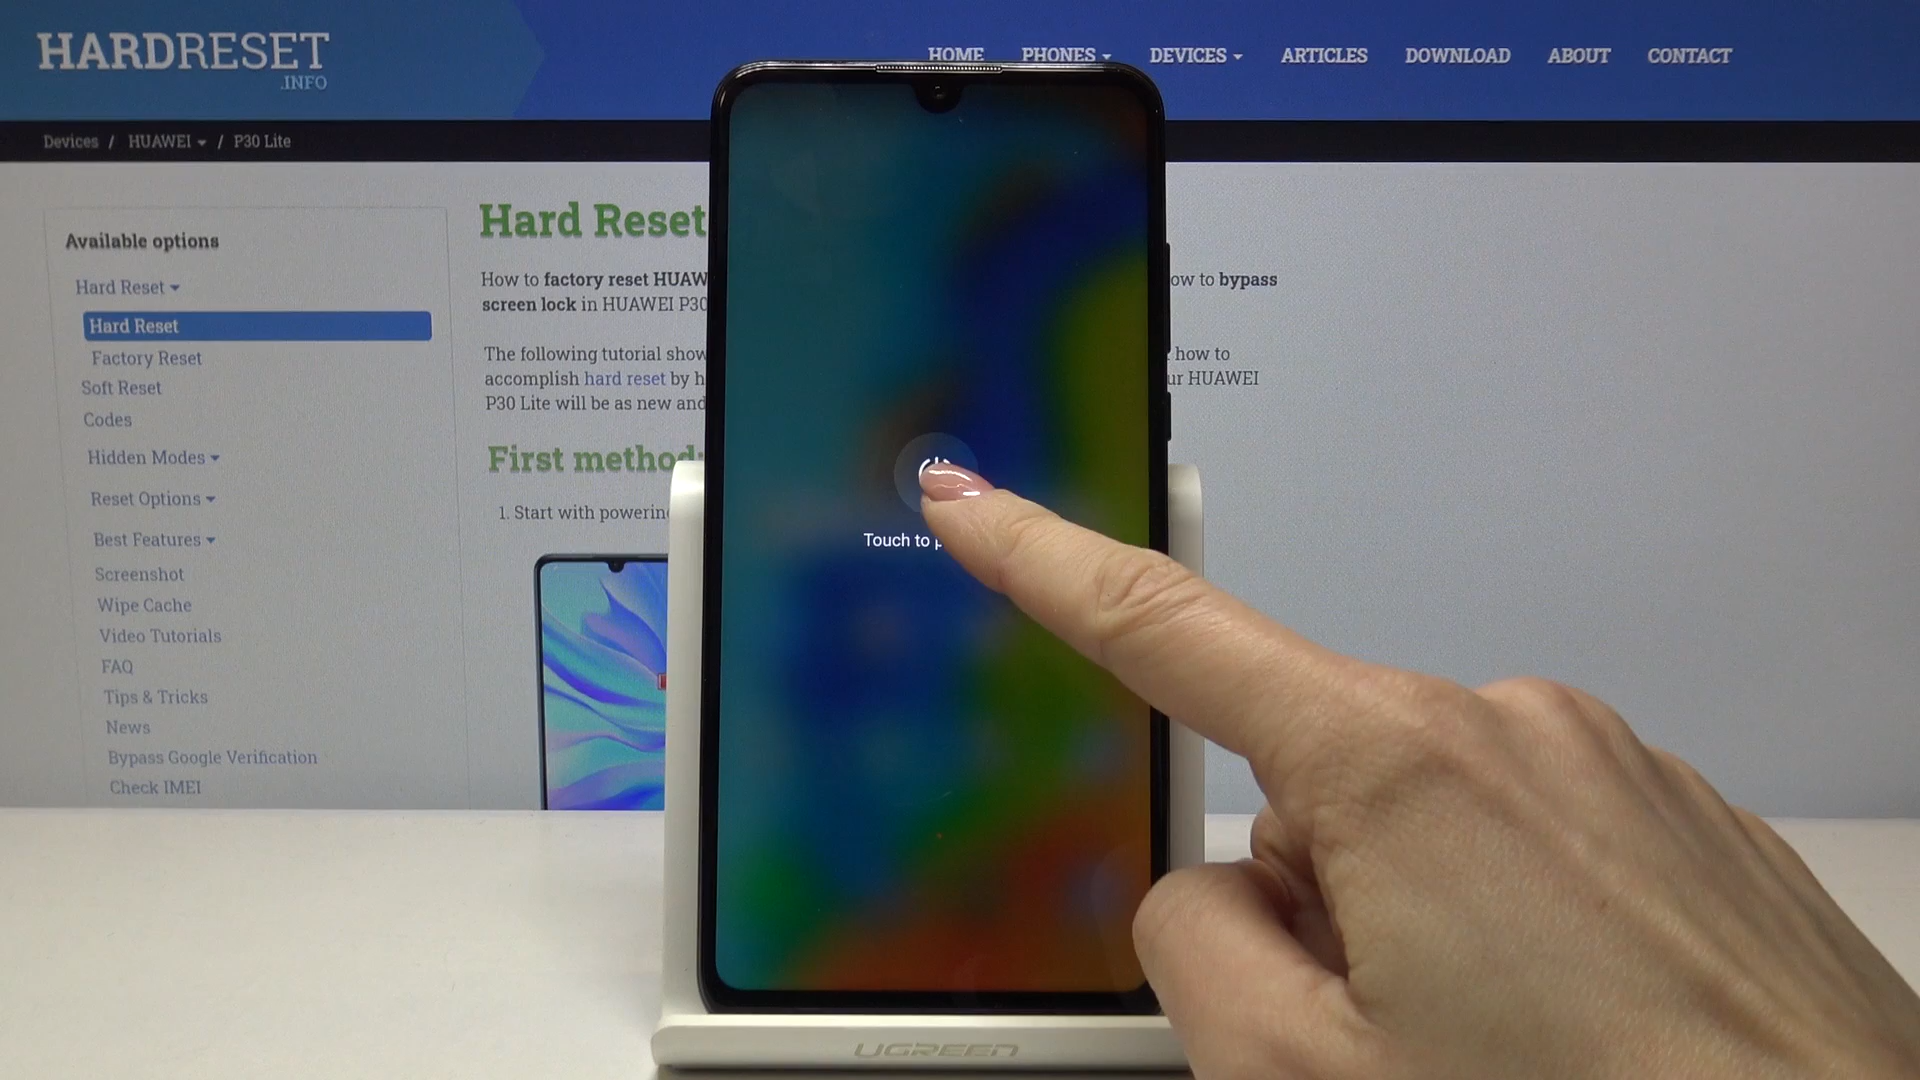 HARDRESET
.INFO
HOME PHONES DEVICES ARTICLES DOWNLOAD ABOUT CONTACT
Devices / HUAWEI / P30 Lite
Available options
Hard Reset
Hard Reset
Factory Reset
Soft Reset
Codes
Hidden Modes
Reset Options
Best Features
Screenshot
Wipe Cache
Video Tutorials
FAQ
Tips & Tricks
News
Bypass Google Verification
Check IMEI
Hard Reset
How to factory reset HUAW ow to bypass
screen lock in HUAWEI P30
The following tutorial show how to
accomplish hard reset by h ur HUAWEI
P30 Lite will be as new and
First method:
1. Start with powering
Touch to p
UGREEN